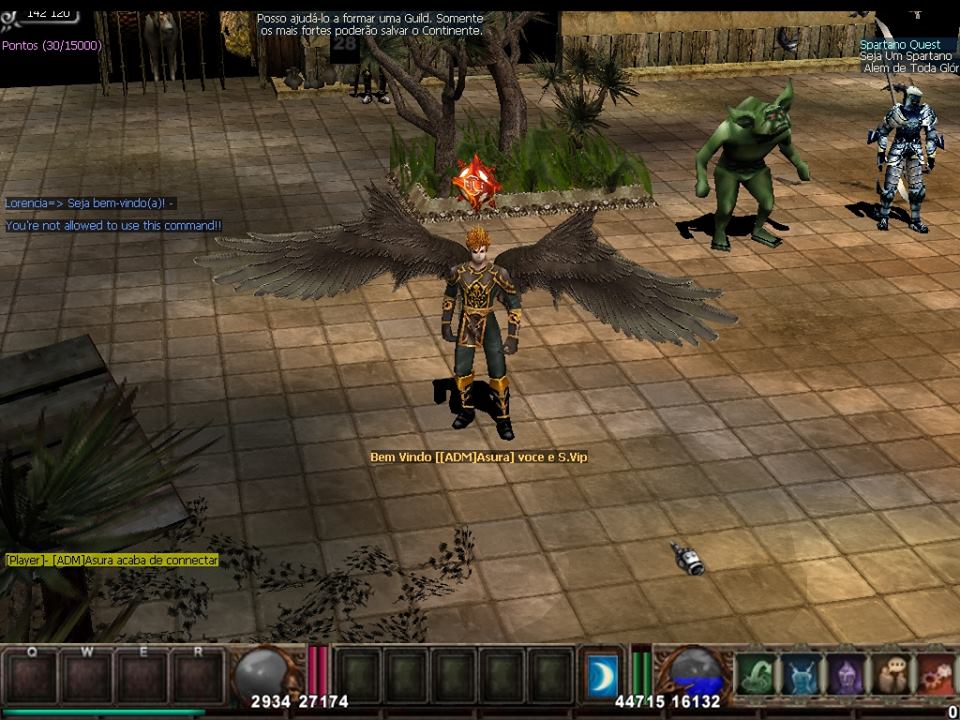 142 120
Posso ajudá-lo a formar uma Guild. Somente
os mais fortes poderão salvar o Continente.
Pontos (30/15000)
28
Spartano Quest
Seja Um Spartano
Alem de Toda Glór
Lorencia=> Seja bem-vindo(a)! -
You're not allowed to use this command!!
Bem Vindo [[ADM]Asura] voce e S.Vip
[Player]- [ADM]Asura acaba de connectar
Q W E R
2934 27174 44715 16132
0